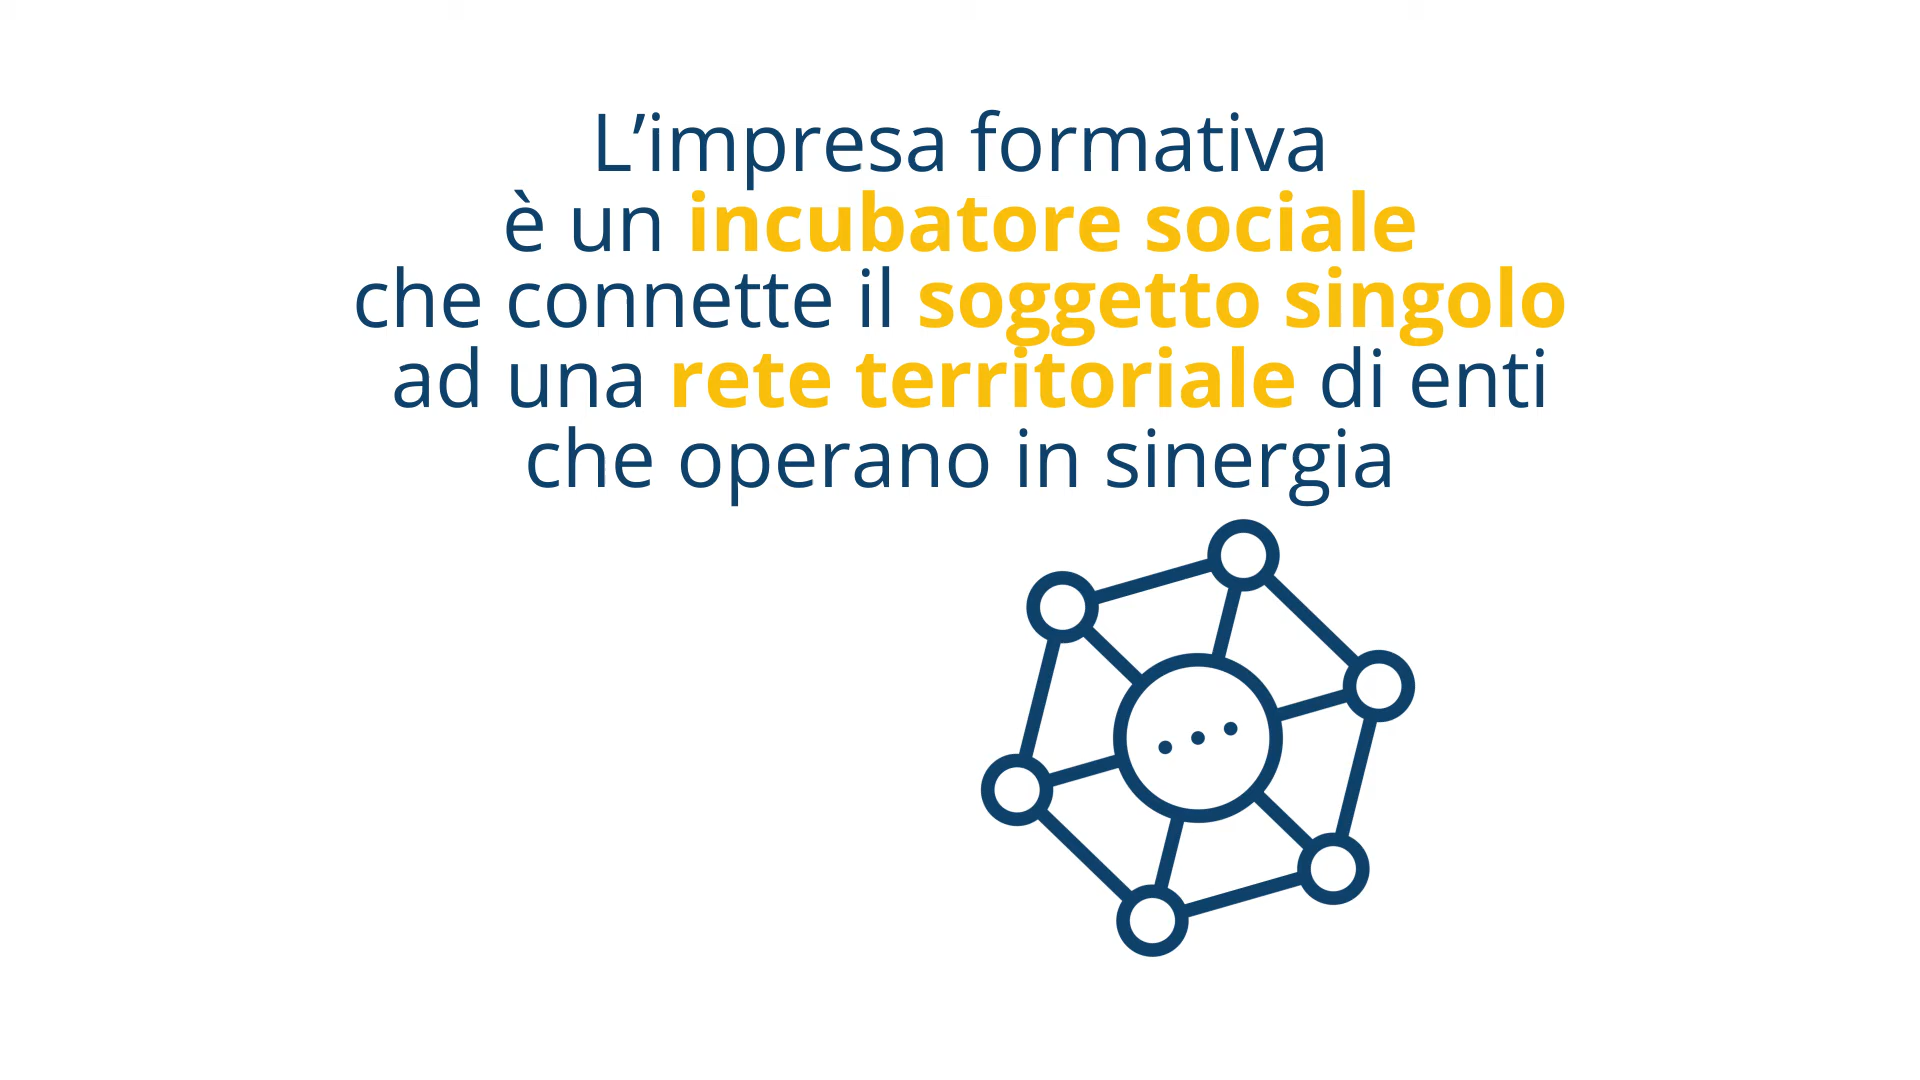 L’impresa formativa
è un incubatore sociale
che connette il soggetto singolo
ad una rete territoriale di enti
che operano in sinergia